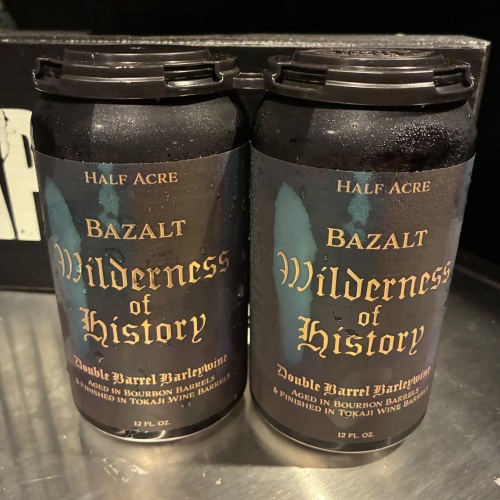 Half Acre
Bazalt
Wilderness
of
History
Double Barrel Barleywine
Aged in Bourbon Barrels
& Finished in Tokaji Wine Barrels
12 FL. OZ.
Half Acre
Bazalt
Wilderness
of
History
Double Barrel Barleywine
Aged in Bourbon Barrels
& Finished in Tokaji Wine Barrels
12 FL. OZ.